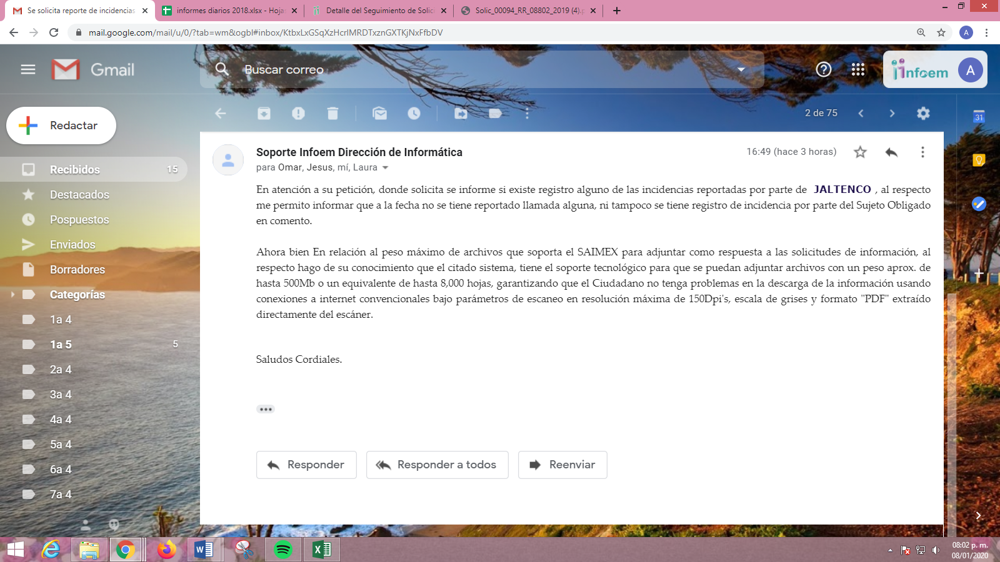 Se solicita reporte de incidencias
informes diarios 2018.xlsx - Hoja
Detalle del Seguimiento de Solici
Solic_00094_RR_08802_2019 (4).p
mail.google.com/mail/u/0/?tab=wm&ogbl#inbox/KtbxLxGSqXzHcrlMRDTxznGXTKjNxFfbDV
A
Gmail
Buscar correo
infoem
A
Redactar
2 de 75
31
Recibidos 15
Destacados
Pospuestos
Enviados
Borradores
Categorías
1a 4
1a 5 5
2a 4
3a 4
4a 4
5a 4
6a 4
7a 4
Soporte Infoem Dirección de Informática
16:49 (hace 3 horas)
para Omar, Jesus, mí, Laura
En atención a su petición, donde solicita se informe si existe registro alguno de las incidencias reportadas por parte de JALTENCO , al respecto
me permito informar que a la fecha no se tiene reportado llamada alguna, ni tampoco se tiene registro de incidencia por parte del Sujeto Obligado
en comento.
Ahora bien En relación al peso máximo de archivos que soporta el SAIMEX para adjuntar como respuesta a las solicitudes de información, al
respecto hago de su conocimiento que el citado sistema, tiene el soporte tecnológico para que se puedan adjuntar archivos con un peso aprox. de
hasta 500Mb o un equivalente de hasta 8,000 hojas, garantizando que el Ciudadano no tenga problemas en la descarga de la información usando
conexiones a internet convencionales bajo parámetros de escaneo en resolución máxima de 150Dpi's, escala de grises y formato "PDF" extraído
directamente del escáner.
Saludos Cordiales.
Responder
Responder a todos
Reenviar
08:02 p. m.
08/01/2020